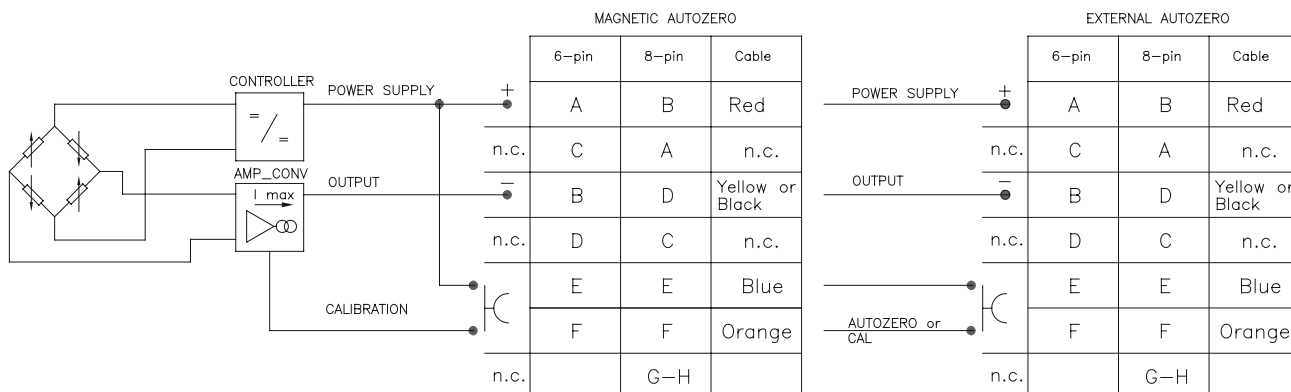 MAGNETIC AUTOZERO
6-pin 8-pin Cable
CONTROLLER
= / =
POWER SUPPLY + A B Red
n.c. C A n.c.
AMP_CONV
I max
OUTPUT − B D Yellow or Black
n.c. D C n.c.
E E Blue
CALIBRATION F F Orange
n.c. G-H
EXTERNAL AUTOZERO
6-pin 8-pin Cable
POWER SUPPLY + A B Red
n.c. C A n.c.
OUTPUT − B D Yellow or Black
n.c. D C n.c.
E E Blue
AUTOZERO or CAL F F Orange
n.c. G-H